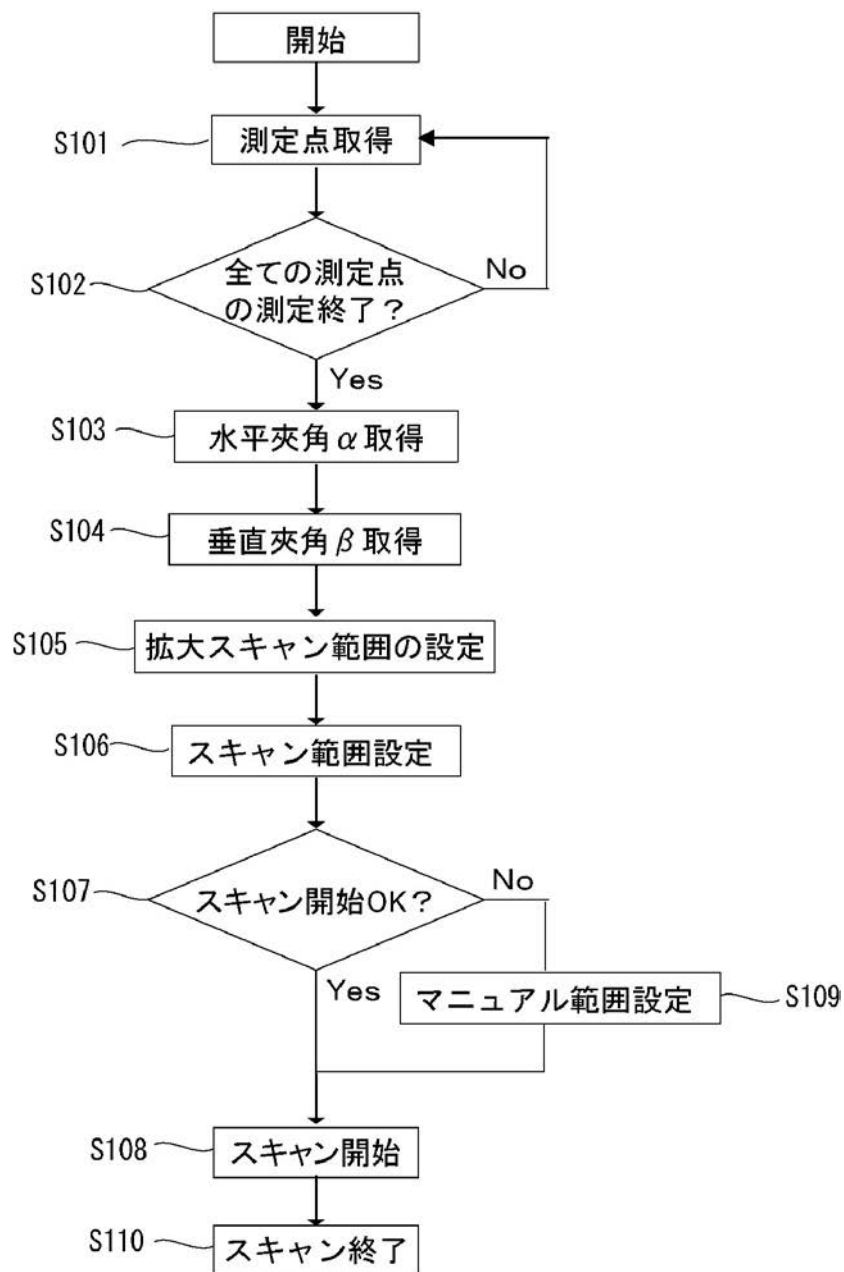 開始
S101
測定点取得
S102
全ての測定点
の測定終了？
No
Yes
S103
水平夾角α取得
S104
垂直夾角β取得
S105
拡大スキャン範囲の設定
S106
スキャン範囲設定
S107
スキャン開始OK？
No
Yes
マニュアル範囲設定
S109
S108
スキャン開始
S110
スキャン終了